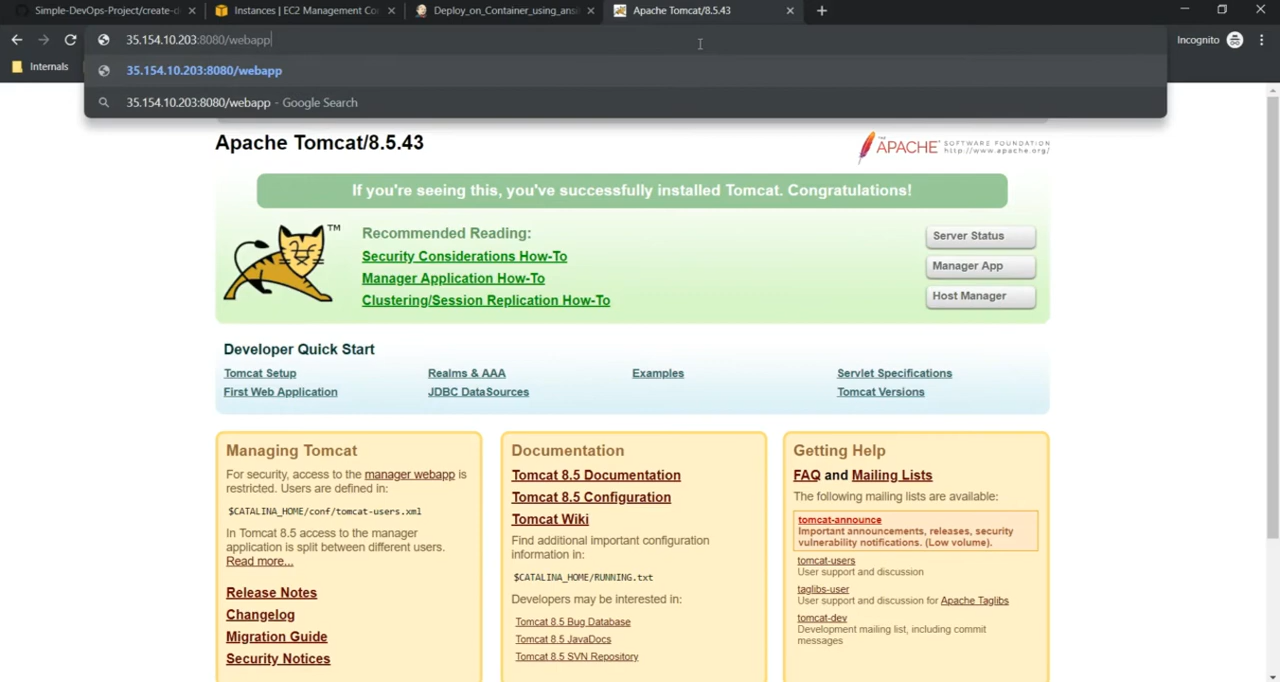 Simple-DevOps-Project/create-d
Instances | EC2 Management Co
Deploy_on_Container_using_ansi
Apache Tomcat/8.5.43
35.154.10.203:8080/webapp
Incognito
Internals
35.154.10.203:8080/webapp
35.154.10.203:8080/webapp - Google Search
Apache Tomcat/8.5.43
THE
APACHE
SOFTWARE FOUNDATION
http://www.apache.org/
If you're seeing this, you've successfully installed Tomcat. Congratulations!
TM
Recommended Reading:
Security Considerations How-To
Manager Application How-To
Clustering/Session Replication How-To
Server Status
Manager App
Host Manager
Developer Quick Start
Tomcat Setup
First Web Application
Realms & AAA
JDBC DataSources
Examples
Servlet Specifications
Tomcat Versions
Managing Tomcat
For security, access to the manager webapp is
restricted. Users are defined in:
$CATALINA_HOME/conf/tomcat-users.xml
In Tomcat 8.5 access to the manager
application is split between different users.
Read more...
Release Notes
Changelog
Migration Guide
Security Notices
Documentation
Tomcat 8.5 Documentation
Tomcat 8.5 Configuration
Tomcat Wiki
Find additional important configuration
information in:
$CATALINA_HOME/RUNNING.txt
Developers may be interested in:
Tomcat 8.5 Bug Database
Tomcat 8.5 JavaDocs
Tomcat 8.5 SVN Repository
Getting Help
FAQ and Mailing Lists
The following mailing lists are available:
tomcat-announce
Important announcements, releases, security
vulnerability notifications. (Low volume).
tomcat-users
User support and discussion
taglibs-user
User support and discussion for Apache Taglibs
tomcat-dev
Development mailing list, including commit
messages